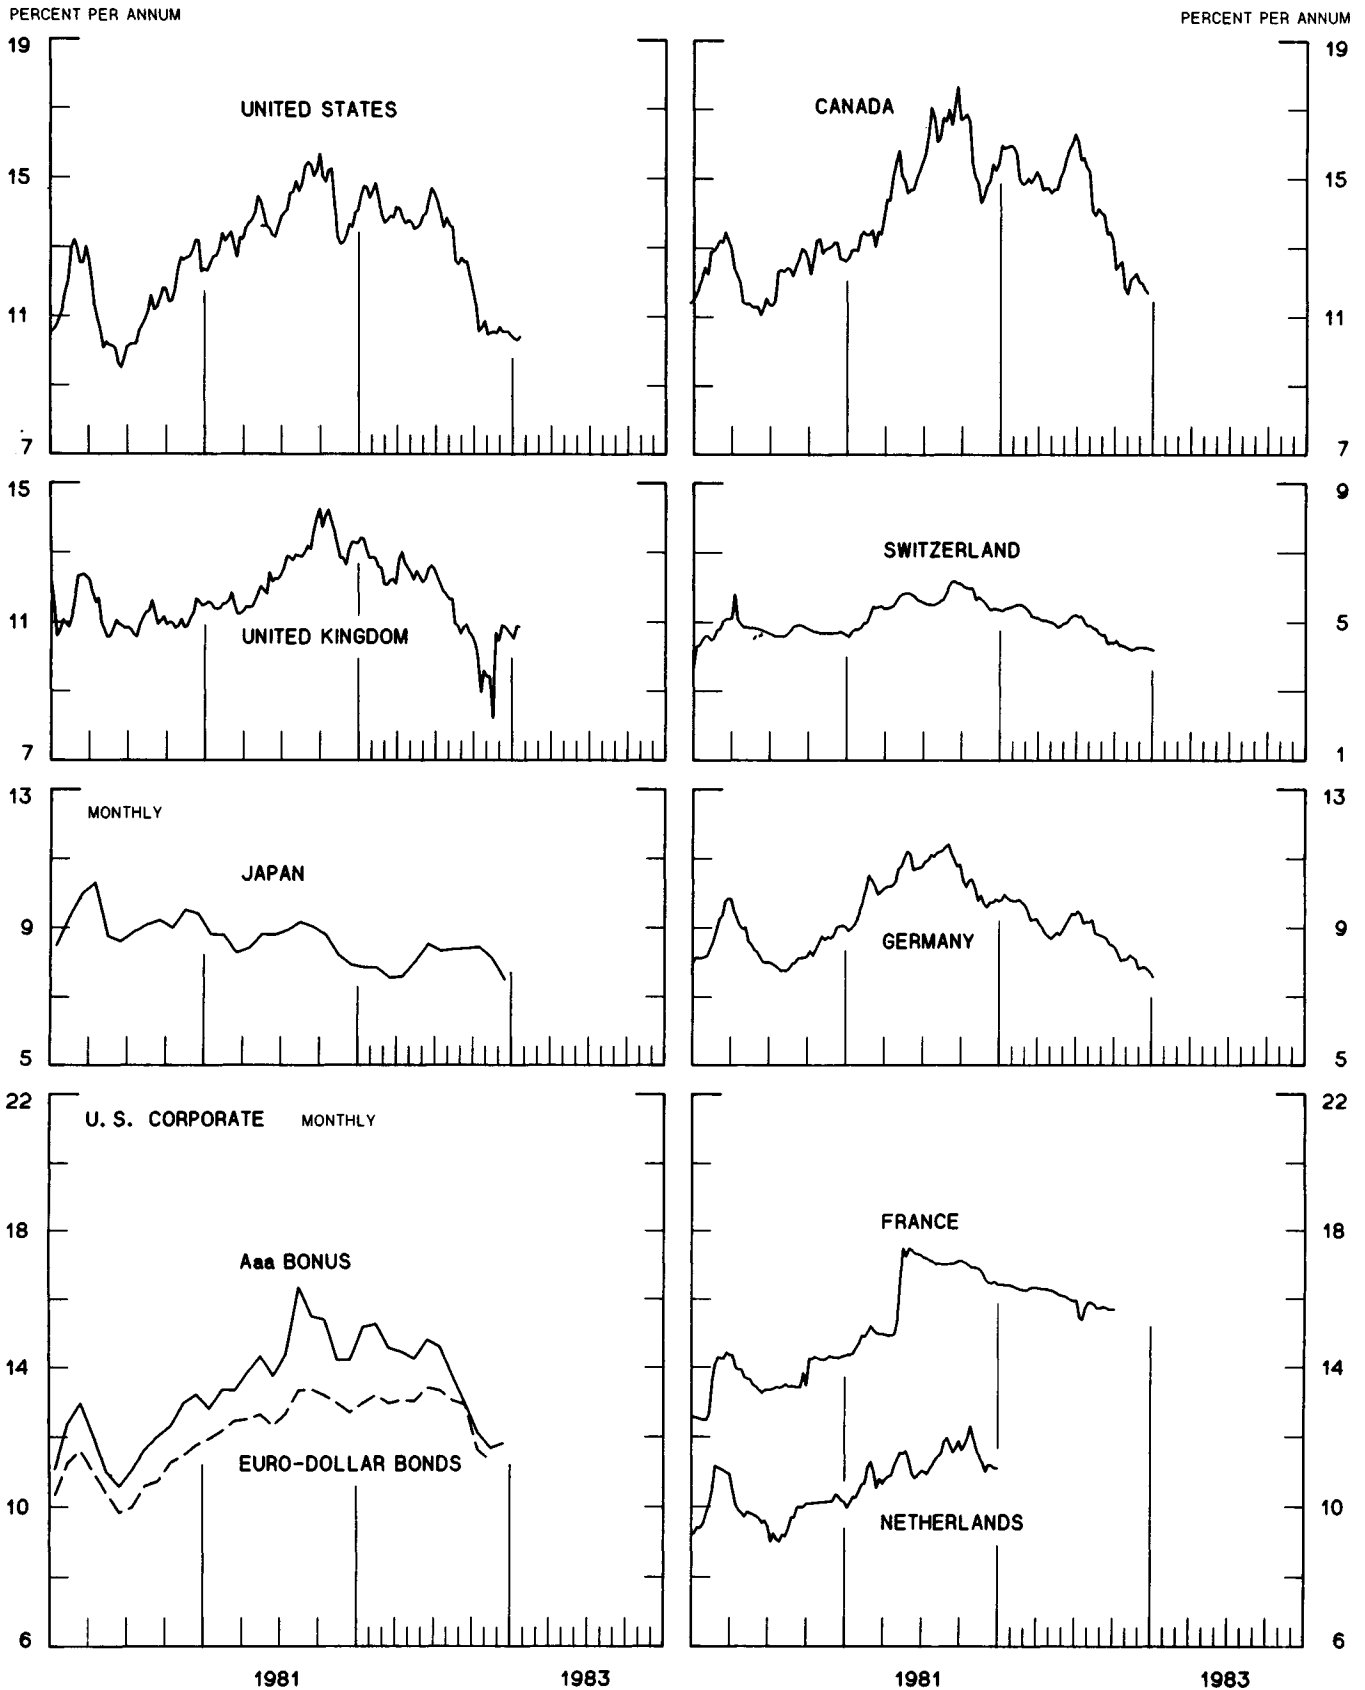 PERCENT PER ANNUM
PERCENT PER ANNUM
19
15
11
7
UNITED STATES
CANADA
19
15
11
7
15
11
7
UNITED KINGDOM
SWITZERLAND
9
5
1
13
9
5
MONTHLY
JAPAN
GERMANY
13
9
5
22
18
14
10
6
U. S. CORPORATE MONTHLY
Aaa BONUS
EURO-DOLLAR BONDS
FRANCE
NETHERLANDS
22
18
14
10
6
1981
1983
1981
1983